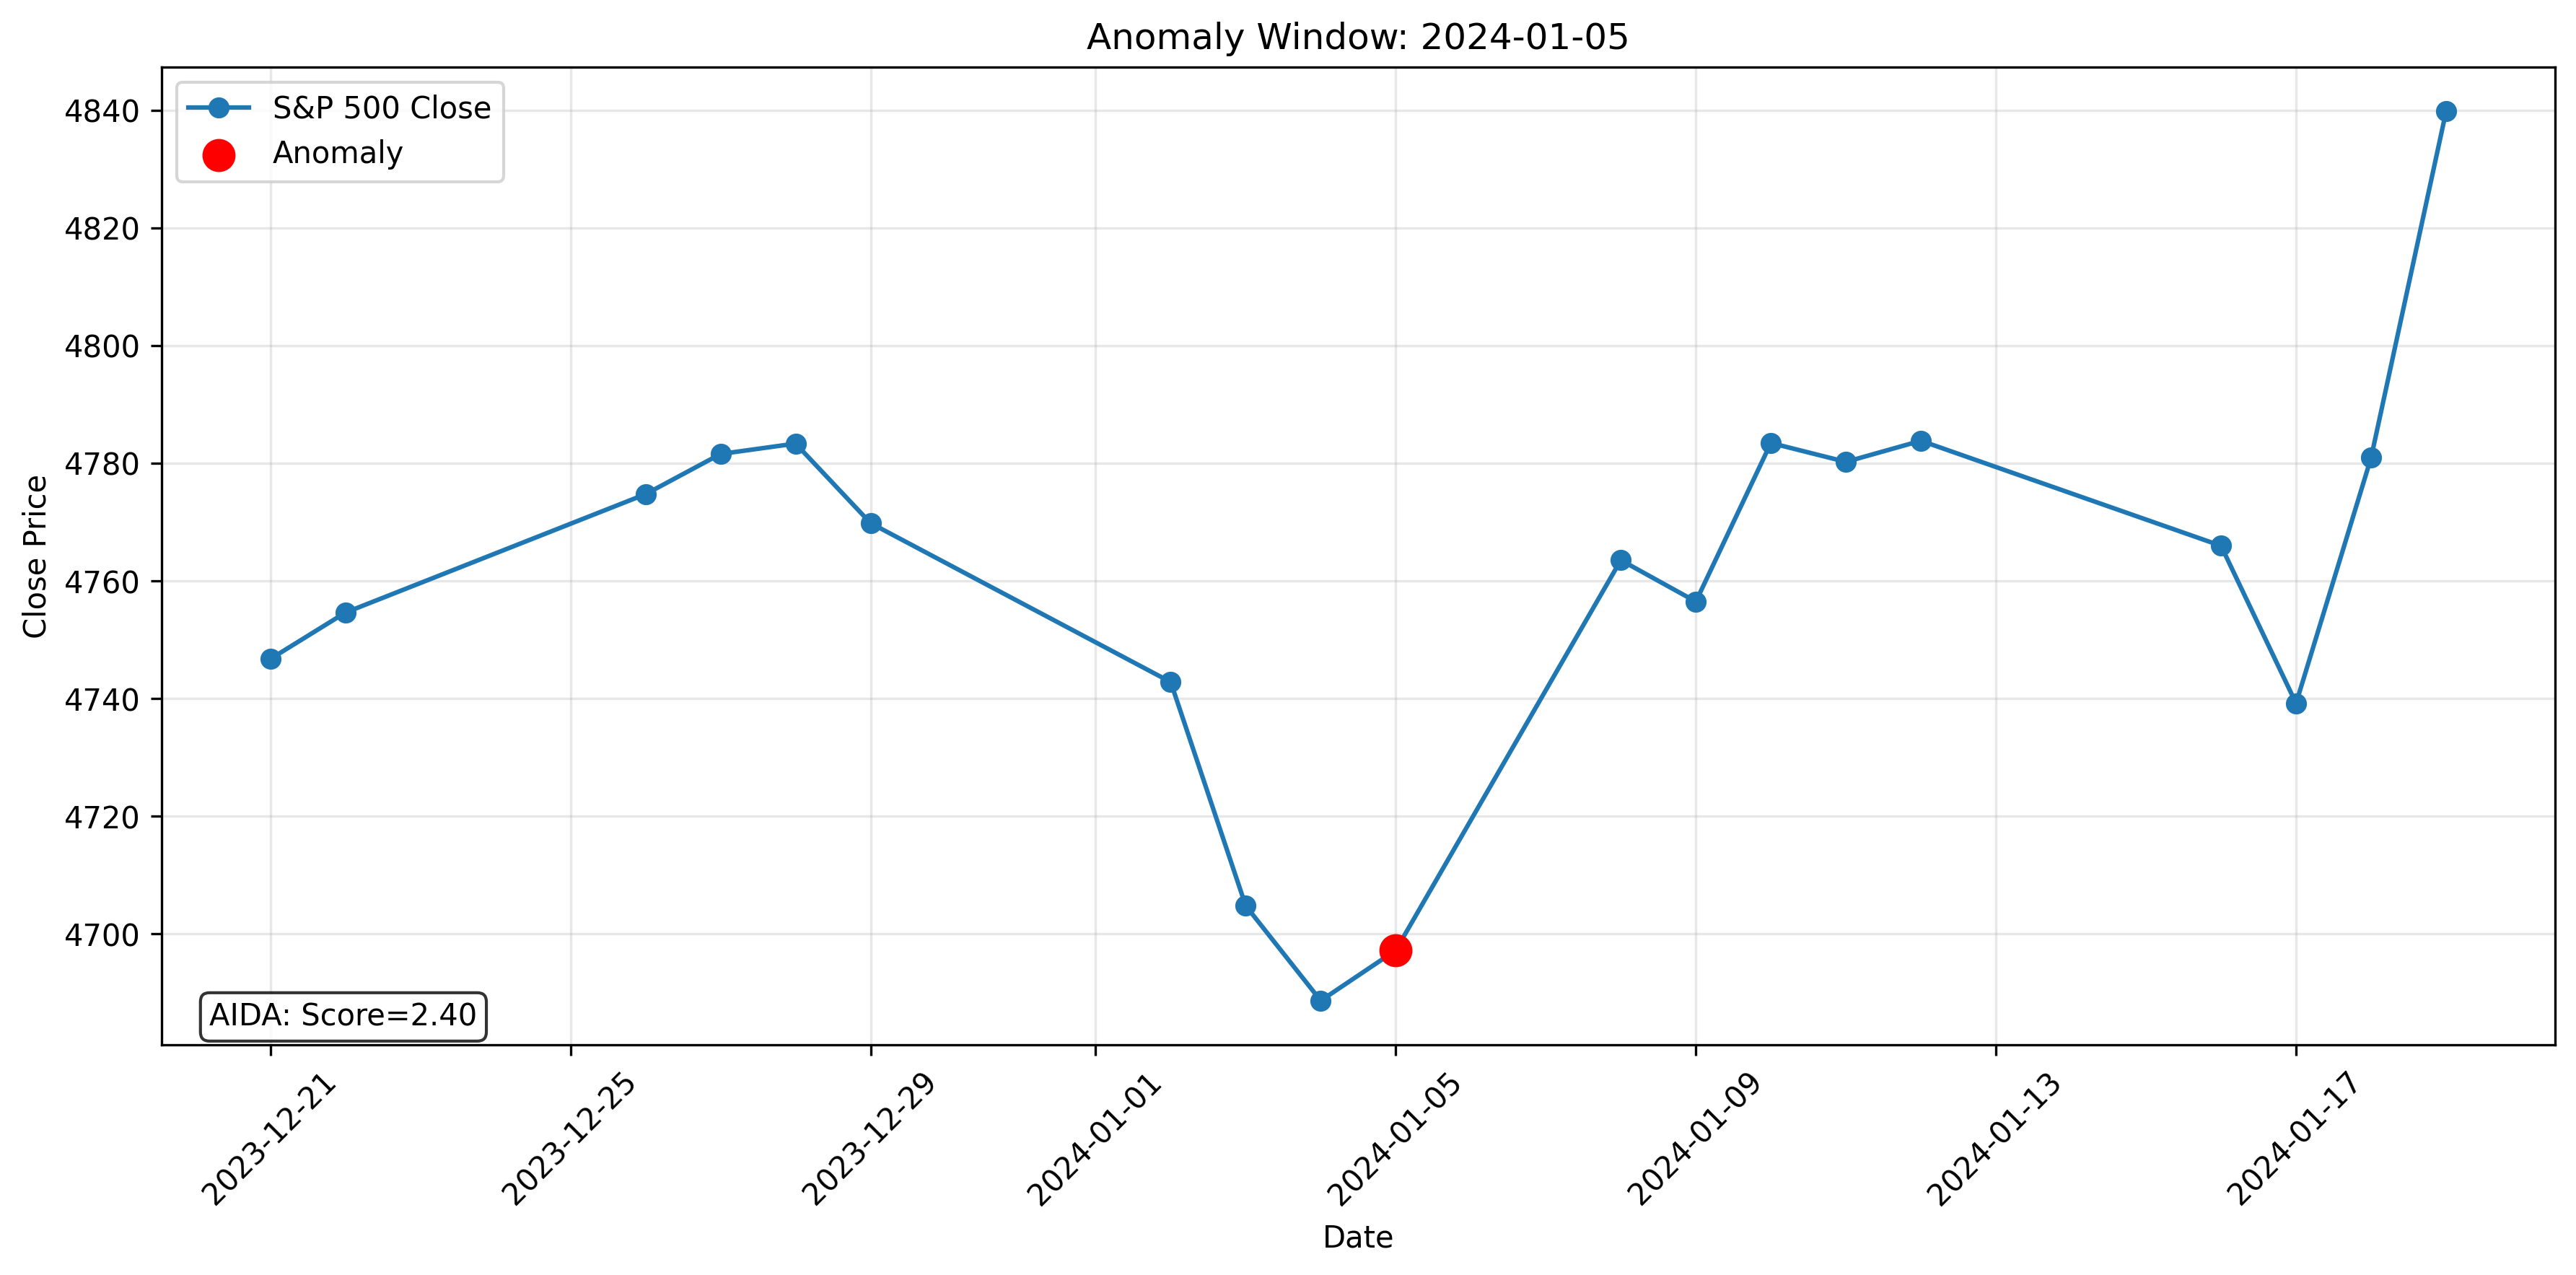 Anomaly Window: 2024-01-05
S&P 500 Close
Anomaly
Close Price
4840
4820
4800
4780
4760
4740
4720
4700
AIDA: Score=2.40
2023-12-21
2023-12-25
2023-12-29
2024-01-01
2024-01-05
2024-01-09
2024-01-13
2024-01-17
Date